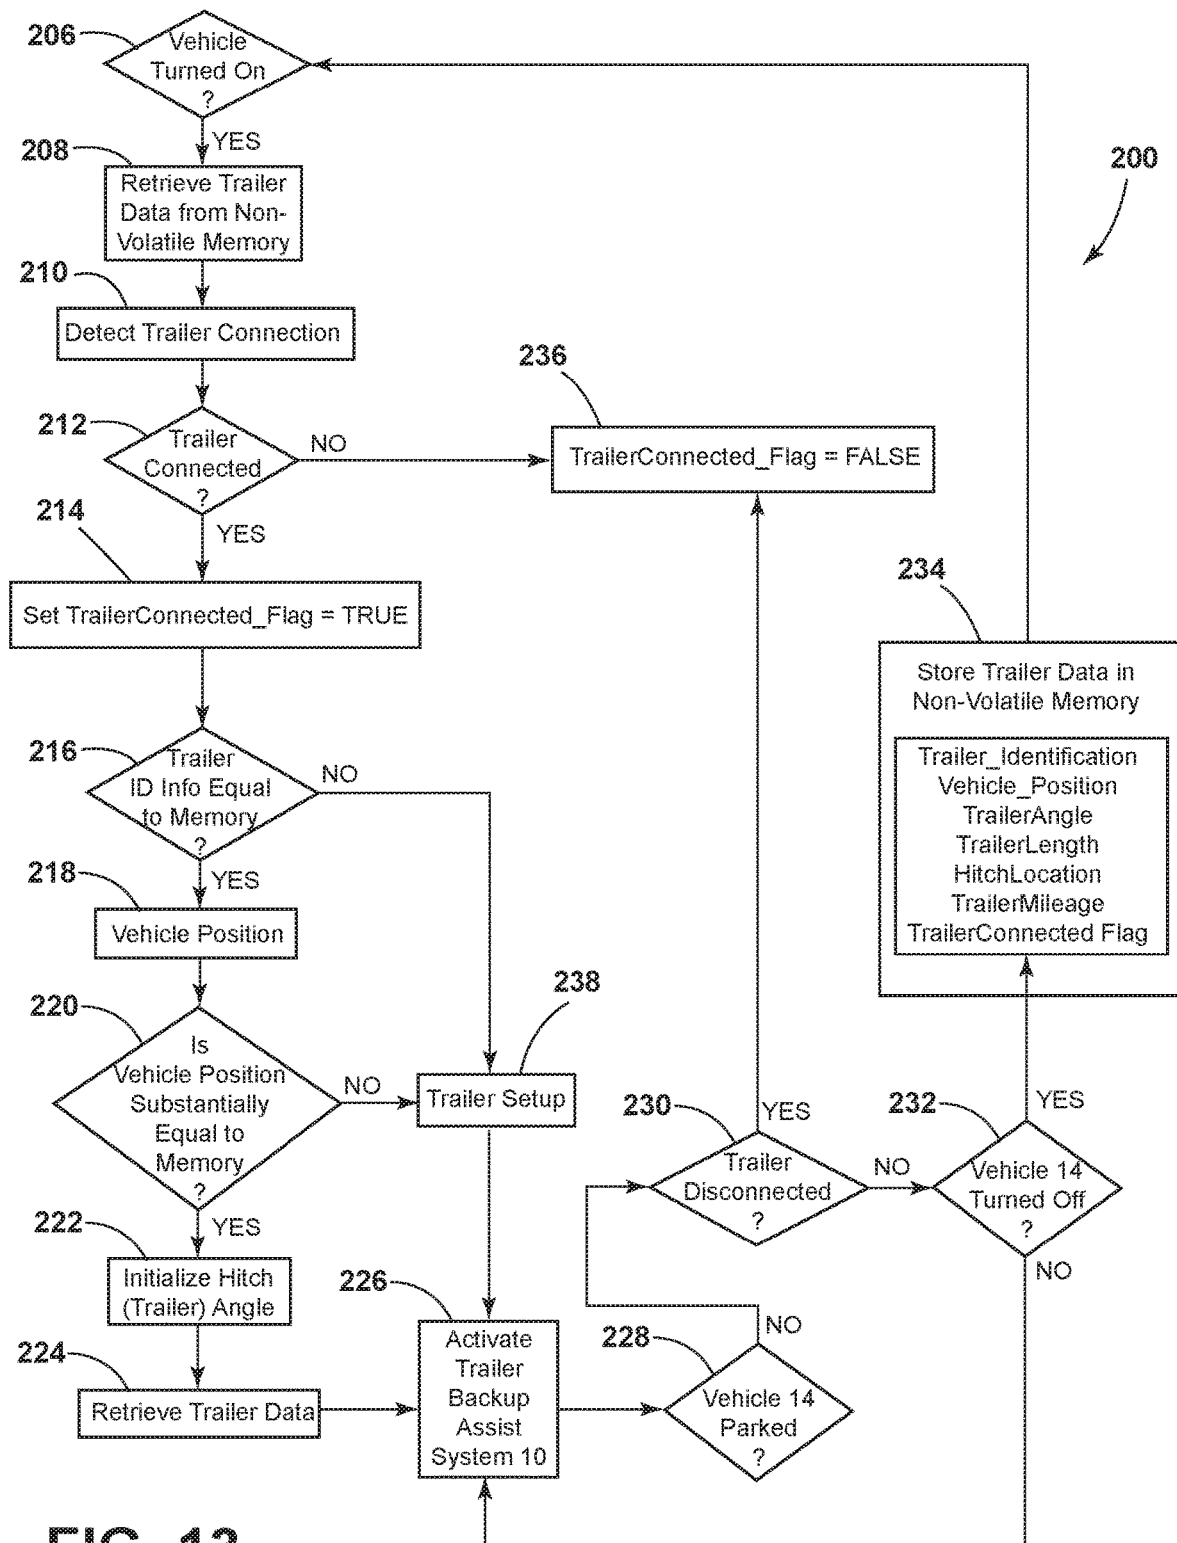 206
Vehicle
Turned On
?
YES
208
Retrieve Trailer
Data from Non-
Volatile Memory
200
210
Detect Trailer Connection
212
Trailer
Connected
?
NO
YES
236
TrailerConnected_Flag = FALSE
214
Set TrailerConnected_Flag = TRUE
216
Trailer
ID Info Equal
to Memory
?
NO
YES
234
Store Trailer Data in
Non-Volatile Memory
Trailer_Identification
Vehicle_Position
TrailerAngle
TrailerLength
HitchLocation
TrailerMileage
TrailerConnected Flag
218
Vehicle Position
220
Is
Vehicle Position
Substantially
Equal to
Memory
?
NO
YES
238
Trailer Setup
230
Trailer
Disconnected
?
YES
NO
232
Vehicle 14
Turned Off
?
YES
NO
222
Initialize Hitch
(Trailer) Angle
224
Retrieve Trailer Data
226
Activate
Trailer
Backup
Assist
System 10
228
Vehicle 14
Parked
?
NO